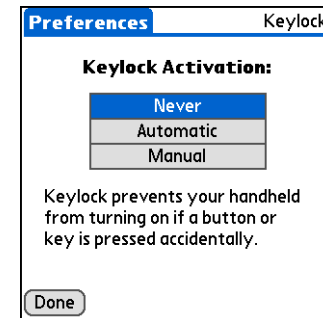 Preferences Keylock
Keylock Activation:
Never
Automatic
Manual
Keylock prevents your handheld
from turning on if a button or
key is pressed accidentally.
Done